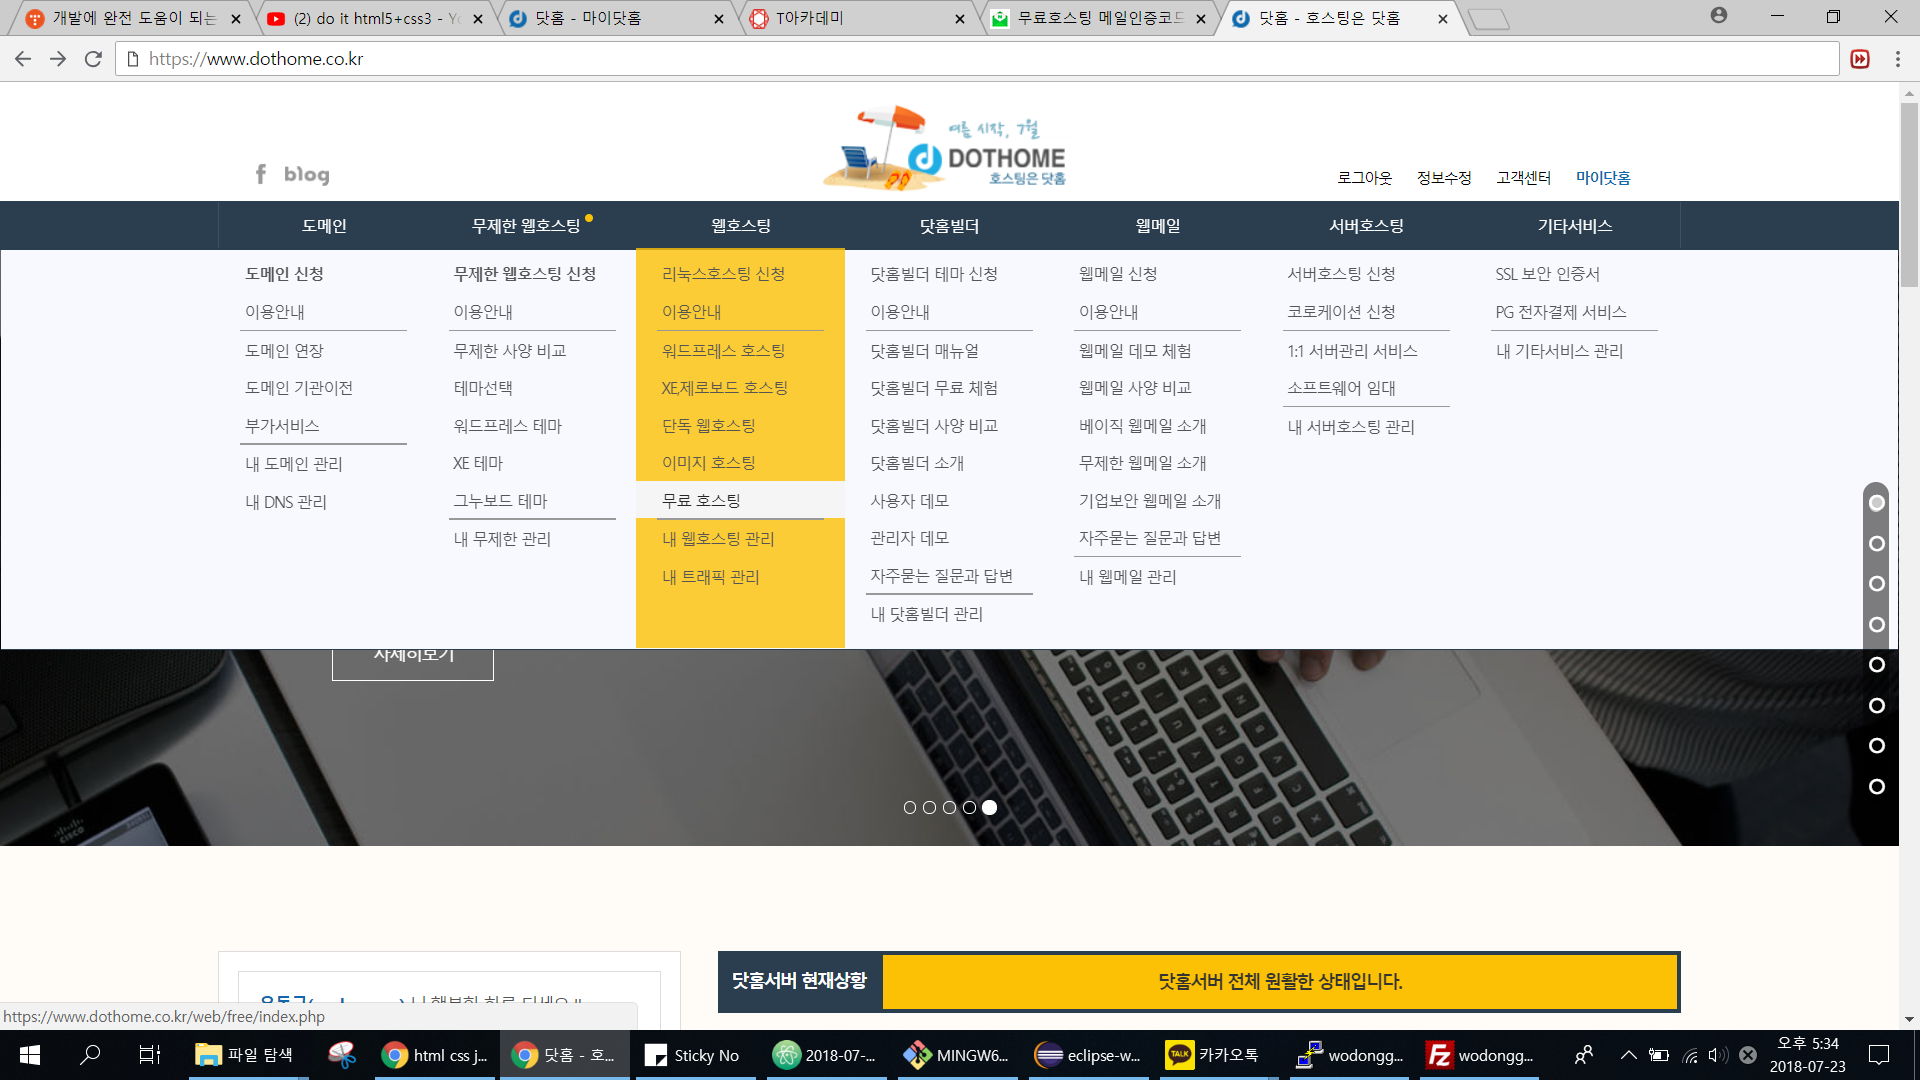 개발에 완전 도움이 되는
(2) do it html5+css3 - Yo
닷홈 - 마이닷홈
T아카데미
무료호스팅 메일인증코드
닷홈 - 호스팅은 닷홈
https://www.dothome.co.kr
f blog
여름 시작, 7월
DOTHOME
호스팅은 닷홈
로그아웃 정보수정 고객센터 마이닷홈
도메인 무제한 웹호스팅 웹호스팅 닷홈빌더 웹메일 서버호스팅 기타서비스
도메인 신청 무제한 웹호스팅 신청 리눅스호스팅 신청 닷홈빌더 테마 신청 웹메일 신청 서버호스팅 신청 SSL 보안 인증서
이용안내 이용안내 이용안내 이용안내 이용안내 코로케이션 신청 PG 전자결제 서비스
도메인 연장 무제한 사양 비교 워드프레스 호스팅 닷홈빌더 매뉴얼 웹메일 데모 체험 1:1 서버관리 서비스 내 기타서비스 관리
도메인 기관이전 테마선택 XE,제로보드 호스팅 닷홈빌더 무료 체험 웹메일 사양 비교 소프트웨어 임대
부가서비스 워드프레스 테마 단독 웹호스팅 닷홈빌더 사양 비교 베이직 웹메일 소개 내 서버호스팅 관리
내 도메인 관리 XE 테마 이미지 호스팅 닷홈빌더 소개 무제한 웹메일 소개
내 DNS 관리 그누보드 테마 무료 호스팅 사용자 데모 기업보안 웹메일 소개
내 무제한 관리 내 웹호스팅 관리 관리자 데모 자주묻는 질문과 답변
내 트래픽 관리 자주묻는 질문과 답변 내 웹메일 관리
내 닷홈빌더 관리
자세히보기
cisco
닷홈서버 현재상황 닷홈서버 전체 원활한 상태입니다.
https://www.dothome.co.kr/web/free/index.php
파일 탐색 html css j... 닷홈 - 호... Sticky No 2018-07-... MINGW6... eclipse-w... TALK 카카오톡 wodongg... Fz wodongg...
오후 5:34
2018-07-23